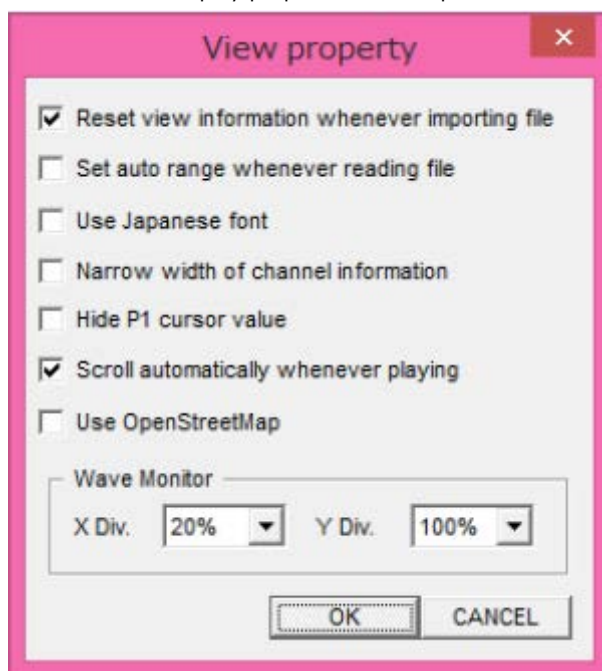 View property
Reset view information whenever importing file
Set auto range whenever reading file
Use Japanese font
Narrow width of channel information
Hide P1 cursor value
Scroll automatically whenever playing
Use OpenStreetMap
Wave Monitor
X Div. 20% Y Div. 100%
OK CANCEL